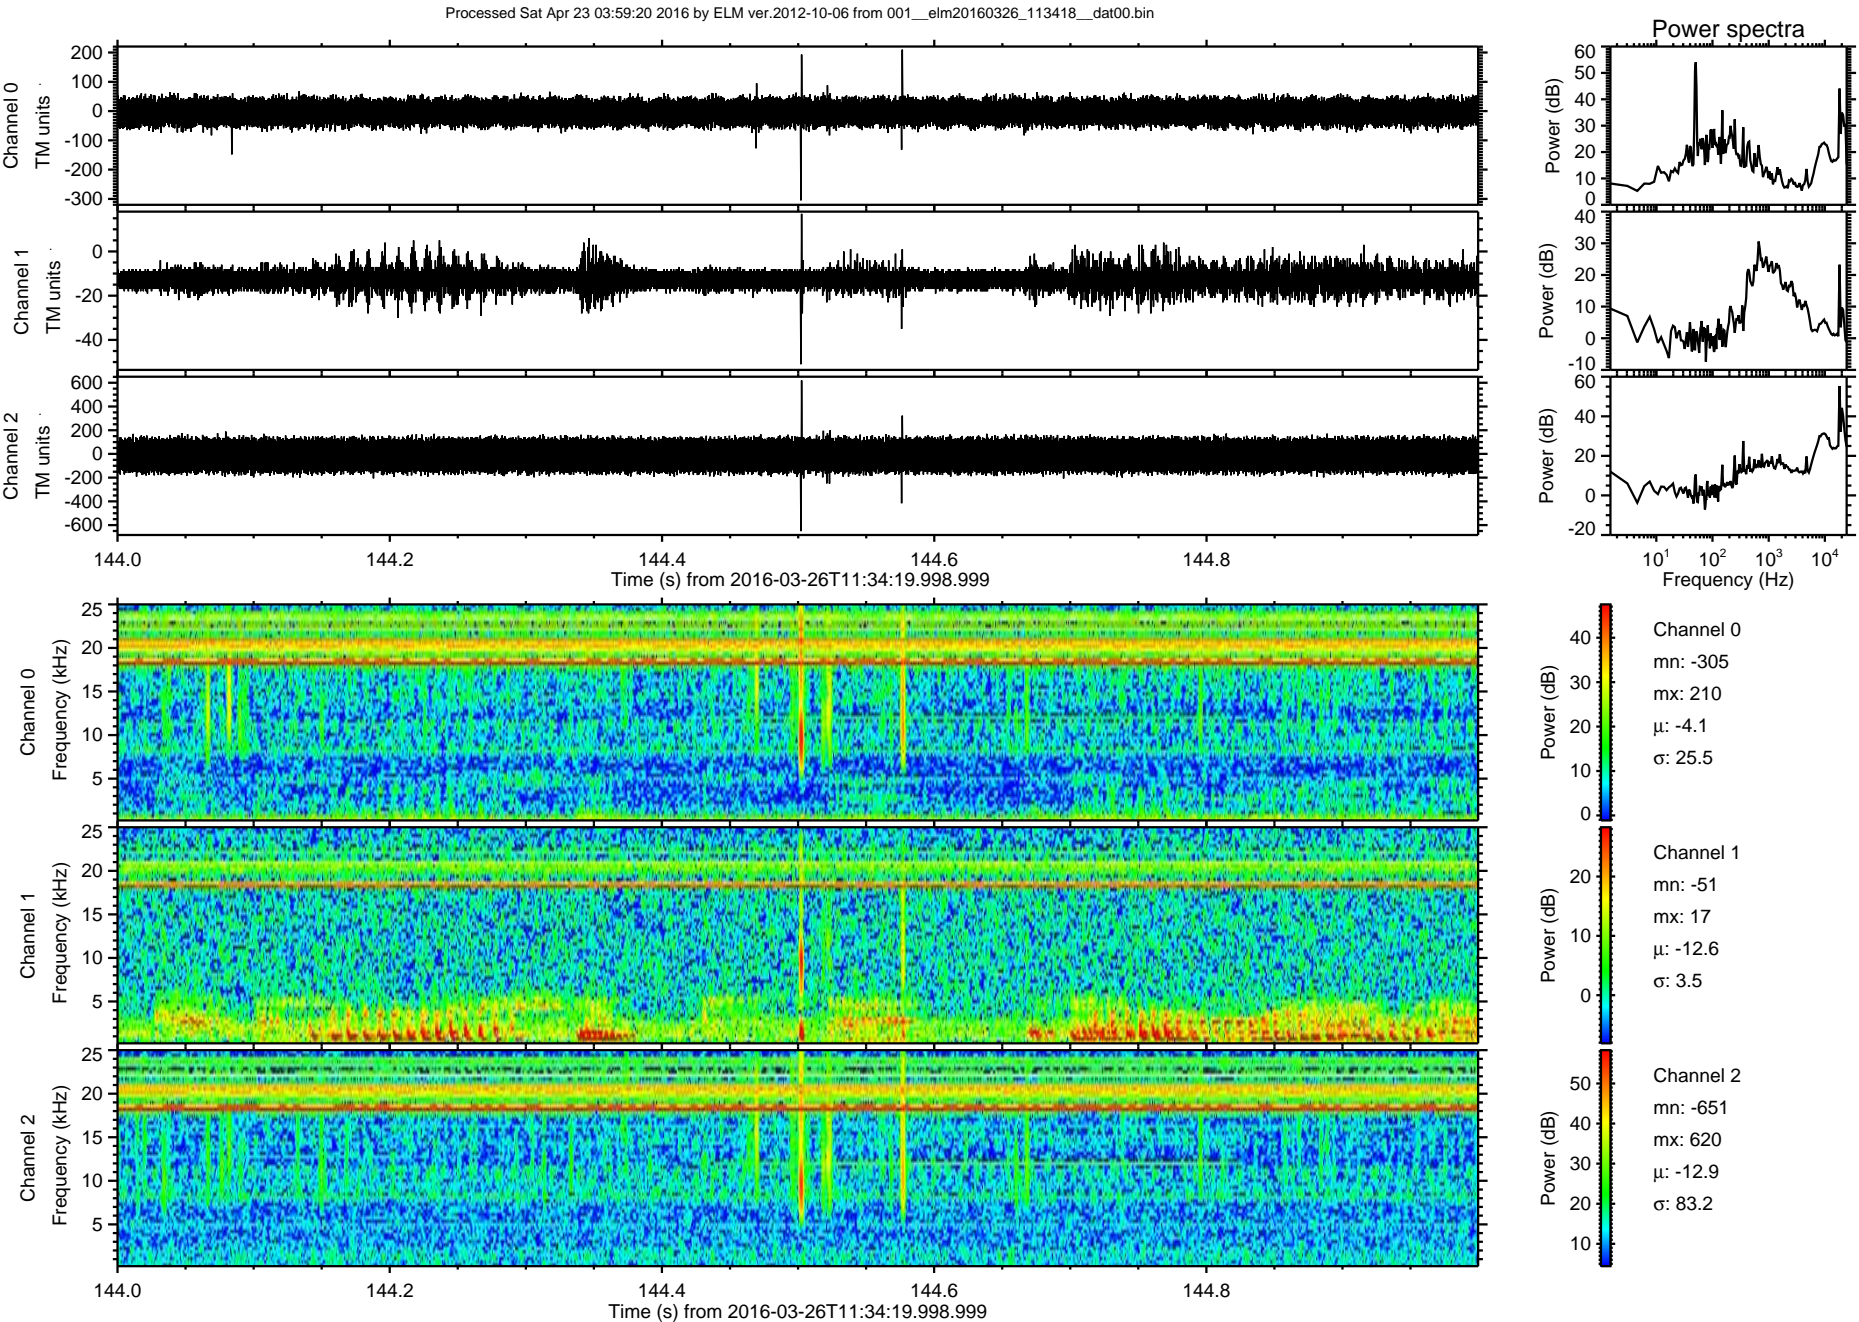 Processed Sat Apr 23 03:59:20 2016 by ELM ver.2012-10-06 from 001__elm20160326_113418__dat00.bin
Power spectra
Channel 0
TM units
200
100
0
-100
-200
-300
Power (dB)
60
50
40
30
20
10
0
Channel 1
TM units
0
-20
-40
Power (dB)
40
30
20
10
0
-10
Channel 2
TM units
600
400
200
0
-200
-400
-600
Power (dB)
60
40
20
0
-20
144.0 144.2 144.4 144.6 144.8
Time (s) from 2016-03-26T11:34:19.998.999
10¹ 10² 10³ 10⁴
Frequency (Hz)
Channel 0
Frequency (kHz)
25
20
15
10
5
Power (dB)
40
30
20
10
0
Channel 0
mn: -305
mx: 210
μ: -4.1
σ: 25.5
Channel 1
Frequency (kHz)
25
20
15
10
5
Power (dB)
20
10
0
Channel 1
mn: -51
mx: 17
μ: -12.6
σ: 3.5
Channel 2
Frequency (kHz)
25
20
15
10
5
Power (dB)
50
40
30
20
10
Channel 2
mn: -651
mx: 620
μ: -12.9
σ: 83.2
144.0 144.2 144.4 144.6 144.8
Time (s) from 2016-03-26T11:34:19.998.999